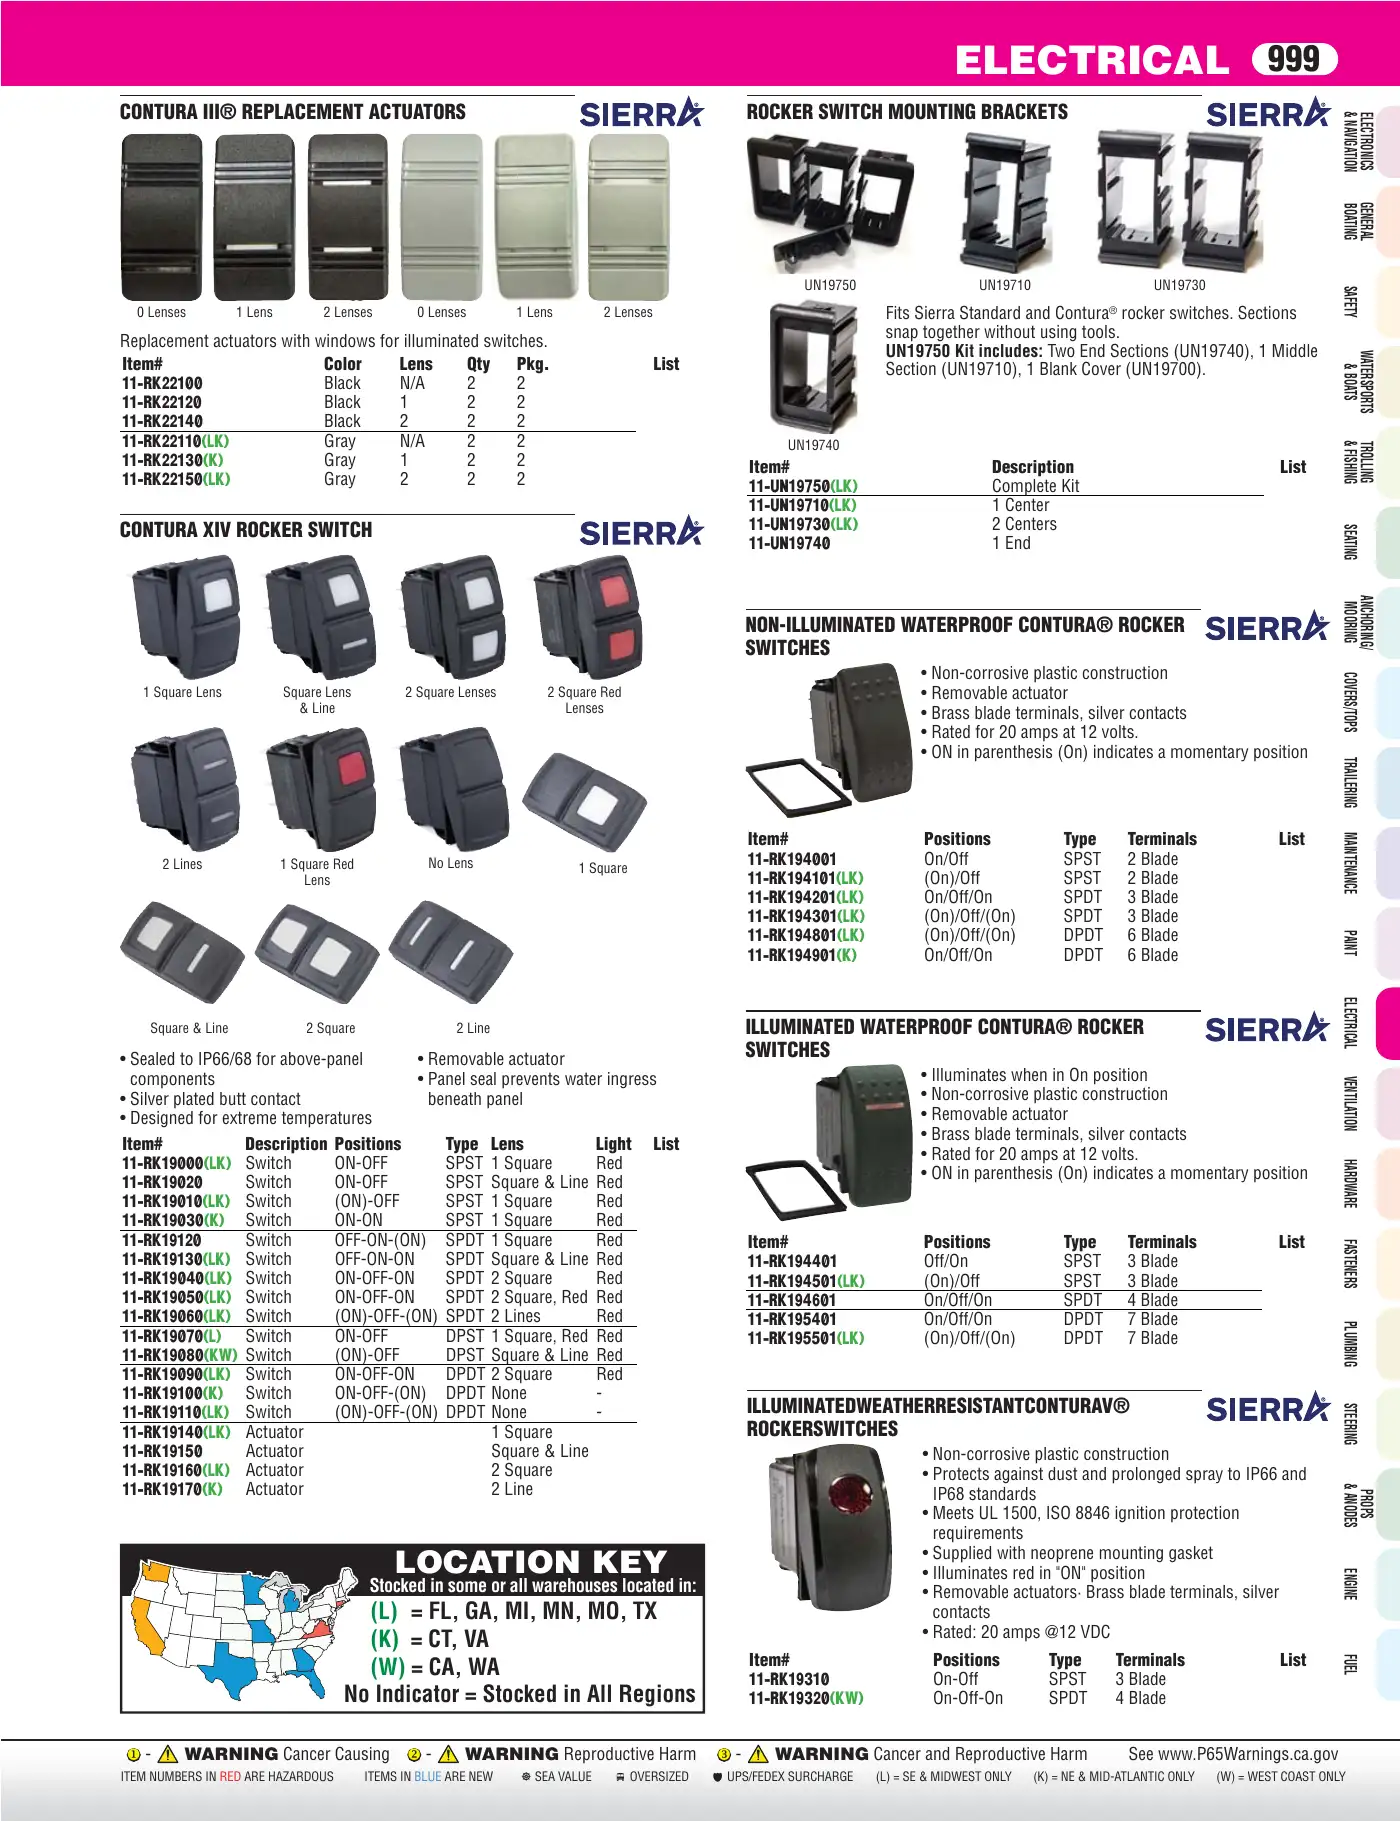 ELECTRICAL 999
CONTURA III® REPLACEMENT ACTUATORS
SIERRA
0 Lenses 1 Lens 2 Lenses 0 Lenses 1 Lens 2 Lenses
Replacement actuators with windows for illuminated switches.
Item# Color Lens Qty Pkg. List
11-RK22100 Black N/A 2 2
11-RK22120 Black 1 2 2
11-RK22140 Black 2 2 2
11-RK22110(LK) Gray N/A 2 2
11-RK22130(K) Gray 1 2 2
11-RK22150(LK) Gray 2 2 2
CONTURA XIV ROCKER SWITCH
SIERRA
1 Square Lens Square Lens 2 Square Lenses 2 Square Red
& Line Lenses
2 Lines 1 Square Red No Lens 1 Square
Lens
Square & Line 2 Square 2 Line
• Sealed to IP66/68 for above-panel
components
• Silver plated butt contact
• Designed for extreme temperatures
• Removable actuator
• Panel seal prevents water ingress
beneath panel
Item# Description Positions Type Lens Light List
11-RK19000(LK) Switch ON-OFF SPST 1 Square Red
11-RK19020 Switch ON-OFF SPST Square & Line Red
11-RK19010(LK) Switch (ON)-OFF SPST 1 Square Red
11-RK19030(K) Switch ON-ON SPST 1 Square Red
11-RK19120 Switch OFF-ON-(ON) SPDT 1 Square Red
11-RK19130(LK) Switch OFF-ON-ON SPDT Square & Line Red
11-RK19040(LK) Switch ON-OFF-ON SPDT 2 Square Red
11-RK19050(LK) Switch ON-OFF-ON SPDT 2 Square, Red Red
11-RK19060(LK) Switch (ON)-OFF-(ON) SPDT 2 Lines Red
11-RK19070(L) Switch ON-OFF DPST 1 Square, Red Red
11-RK19080(KW) Switch (ON)-OFF DPST Square & Line Red
11-RK19090(LK) Switch ON-OFF-ON DPDT 2 Square Red
11-RK19100(K) Switch ON-OFF-(ON) DPDT None -
11-RK19110(LK) Switch (ON)-OFF-(ON) DPDT None -
11-RK19140(LK) Actuator 1 Square
11-RK19150 Actuator Square & Line
11-RK19160(LK) Actuator 2 Square
11-RK19170(K) Actuator 2 Line
LOCATION KEY
Stocked in some or all warehouses located in:
(L) = FL, GA, MI, MN, MO, TX
(K) = CT, VA
(W) = CA, WA
No Indicator = Stocked in All Regions
ROCKER SWITCH MOUNTING BRACKETS
SIERRA
UN19750 UN19710 UN19730
Fits Sierra Standard and Contura® rocker switches. Sections
snap together without using tools.
UN19750 Kit includes: Two End Sections (UN19740), 1 Middle
Section (UN19710), 1 Blank Cover (UN19700).
UN19740
Item# Description List
11-UN19750(LK) Complete Kit
11-UN19710(LK) 1 Center
11-UN19730(LK) 2 Centers
11-UN19740 1 End
NON-ILLUMINATED WATERPROOF CONTURA® ROCKER
SWITCHES
SIERRA
• Non-corrosive plastic construction
• Removable actuator
• Brass blade terminals, silver contacts
• Rated for 20 amps at 12 volts.
• ON in parenthesis (On) indicates a momentary position
Item# Positions Type Terminals List
11-RK194001 On/Off SPST 2 Blade
11-RK194101(LK) (On)/Off SPST 2 Blade
11-RK194201(LK) On/Off/On SPDT 3 Blade
11-RK194301(LK) (On)/Off/(On) SPDT 3 Blade
11-RK194801(LK) (On)/Off/(On) DPDT 6 Blade
11-RK194901(K) On/Off/On DPDT 6 Blade
ILLUMINATED WATERPROOF CONTURA® ROCKER
SWITCHES
SIERRA
• Illuminates when in On position
• Non-corrosive plastic construction
• Removable actuator
• Brass blade terminals, silver contacts
• Rated for 20 amps at 12 volts.
• ON in parenthesis (On) indicates a momentary position
Item# Positions Type Terminals List
11-RK194401 Off/On SPST 3 Blade
11-RK194501(LK) (On)/Off SPST 3 Blade
11-RK194601 On/Off/On SPDT 4 Blade
11-RK195401 On/Off/On DPDT 7 Blade
11-RK195501(LK) (On)/Off/(On) DPDT 7 Blade
ILLUMINATEDWEATHERRESISTANTCONTURAV®
ROCKERSWITCHES
SIERRA
• Non-corrosive plastic construction
• Protects against dust and prolonged spray to IP66 and
IP68 standards
• Meets UL 1500, ISO 8846 ignition protection
requirements
• Supplied with neoprene mounting gasket
• Illuminates red in "ON" position
• Removable actuators· Brass blade terminals, silver
contacts
• Rated: 20 amps @12 VDC
Item# Positions Type Terminals List
11-RK19310 On-Off SPST 3 Blade
11-RK19320(KW) On-Off-On SPDT 4 Blade
ELECTRONICS
& NAVIGATION
GENERAL
BOATING
SAFETY
WATERSPORTS
& BOATS
TROLLING
& FISHING
SEATING
ANCHORING/
MOORING
COVERS/TOPS
TRAILERING
MAINTENANCE
PAINT
ELECTRICAL
VENTILATION
HARDWARE
FASTENERS
PLUMBING
STEERING
PROPS
& ANODES
ENGINE
FUEL
1 - WARNING Cancer Causing 2 - WARNING Reproductive Harm 3 - WARNING Cancer and Reproductive Harm See www.P65Warnings.ca.gov
ITEM NUMBERS IN RED ARE HAZARDOUS ITEMS IN BLUE ARE NEW SEA VALUE OVERSIZED UPS/FEDEX SURCHARGE (L) = SE & MIDWEST ONLY (K) = NE & MID-ATLANTIC ONLY (W) = WEST COAST ONLY